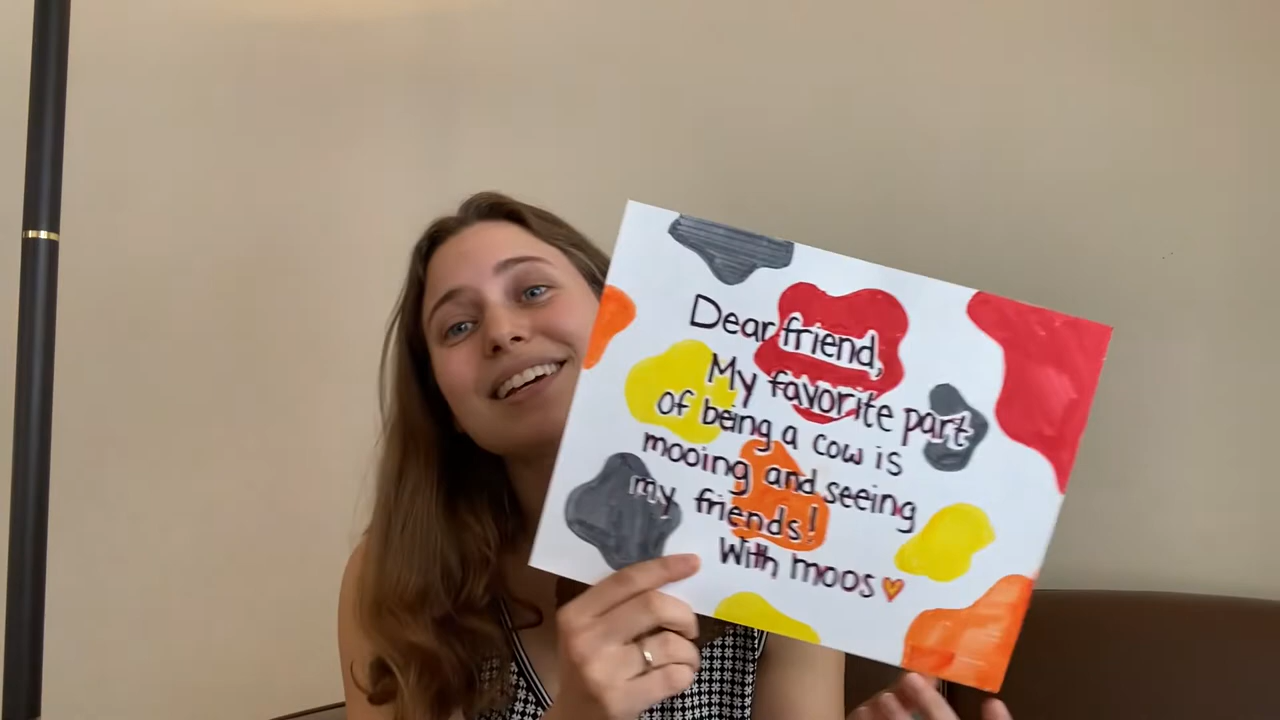 Dear friend,
My favorite part
of being a cow is
mooing and seeing
my friends!
With moos